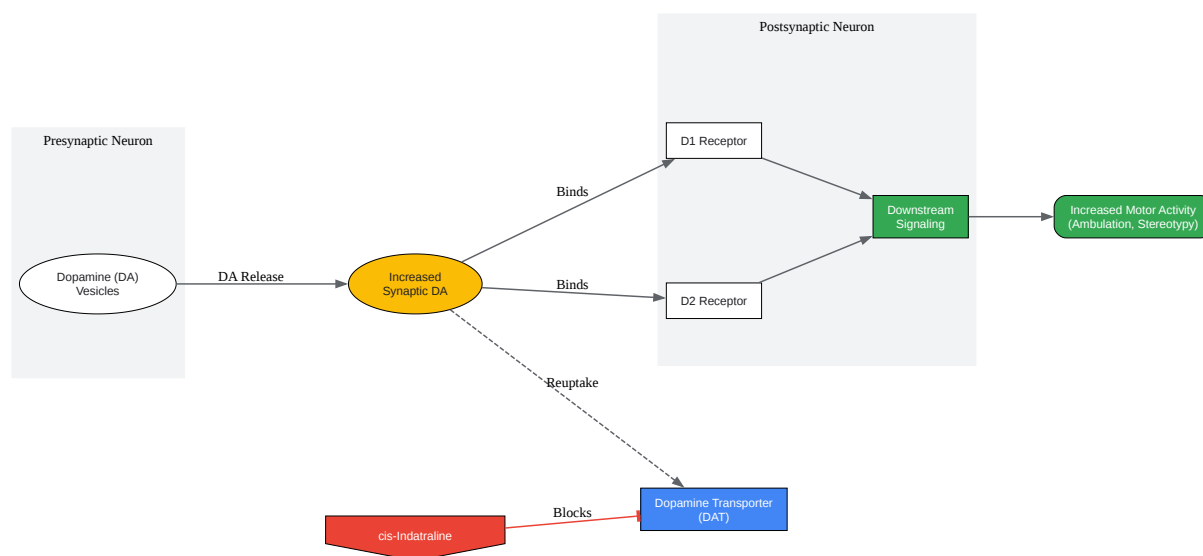 Postsynaptic Neuron
Presynaptic Neuron
D1 Receptor
Binds
Downstream
Signaling
Increased Motor Activity
(Ambulation, Stereotypy)
Dopamine (DA)
Vesicles
DA Release
Increased
Synaptic DA
Binds
D2 Receptor
Reuptake
Dopamine Transporter
(DAT)
Blocks
cis-Indatraline